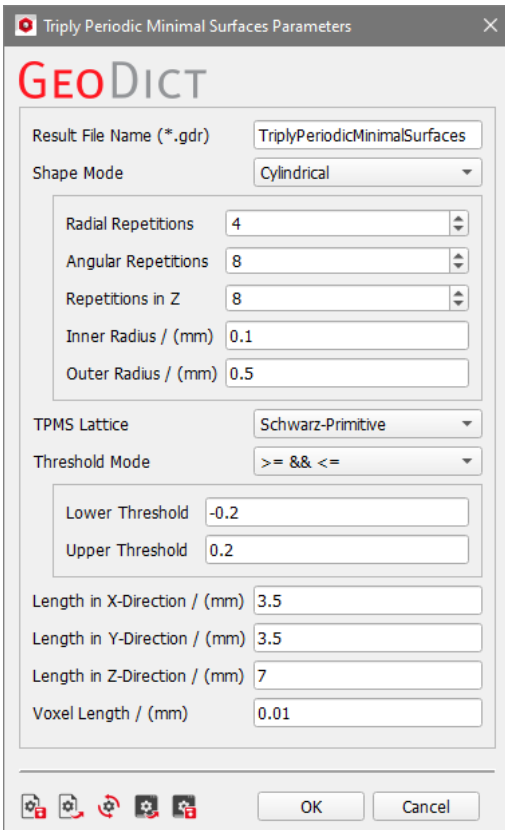 Triply Periodic Minimal Surfaces Parameters
GEODICT
Result File Name (*.gdr) TriplyPeriodicMinimalSurfaces
Shape Mode Cylindrical
Radial Repetitions 4
Angular Repetitions 8
Repetitions in Z 8
Inner Radius / (mm) 0.1
Outer Radius / (mm) 0.5
TPMS Lattice Schwarz-Primitive
Threshold Mode >= && <=
Lower Threshold -0.2
Upper Threshold 0.2
Length in X-Direction / (mm) 3.5
Length in Y-Direction / (mm) 3.5
Length in Z-Direction / (mm) 7
Voxel Length / (mm) 0.01
OK Cancel